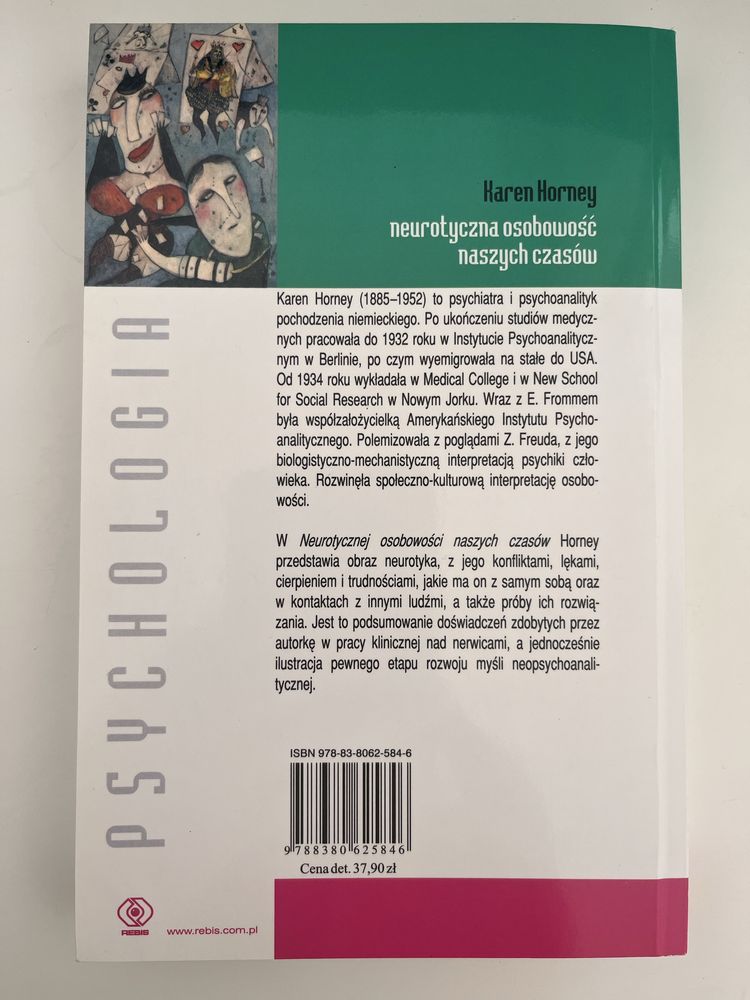 Karen Horney
neurotyczna osobowość
naszych czasów
Karen Horney (1885–1952) to psychiatra i psychoanalityk
pochodzenia niemieckiego. Po ukończeniu studiów medycz-
nych pracowała do 1932 roku w Instytucie Psychoanalitycz-
nym w Berlinie, po czym wyemigrowała na stałe do USA.
Od 1934 roku wykładała w Medical College i w New School
for Social Research w Nowym Jorku. Wraz z E. Frommem
była współzałożycielką Amerykańskiego Instytutu Psycho-
analitycznego. Polemizowała z poglądami Z. Freuda, z jego
biologistyczno-mechanistyczną interpretacją psychiki czło-
wieka. Rozwinęła społeczno-kulturową interpretację osobo-
wości.
W Neurotycznej osobowości naszych czasów Horney
przedstawia obraz neurotyka, z jego konfliktami, lękami,
cierpieniem i trudnościami, jakie ma on z samym sobą oraz
w kontaktach z innymi ludźmi, a także próby ich rozwią-
zania. Jest to podsumowanie doświadczeń zdobytych przez
autorkę w pracy klinicznej nad nerwicami, a jednocześnie
ilustracja pewnego etapu rozwoju myśli neopsychoanali-
tycznej.
PSYCHOLOGIA
ISBN 978-83-8062-584-6
9 788380 625846
Cena det. 37,90 zł
REBIS
www.rebis.com.pl